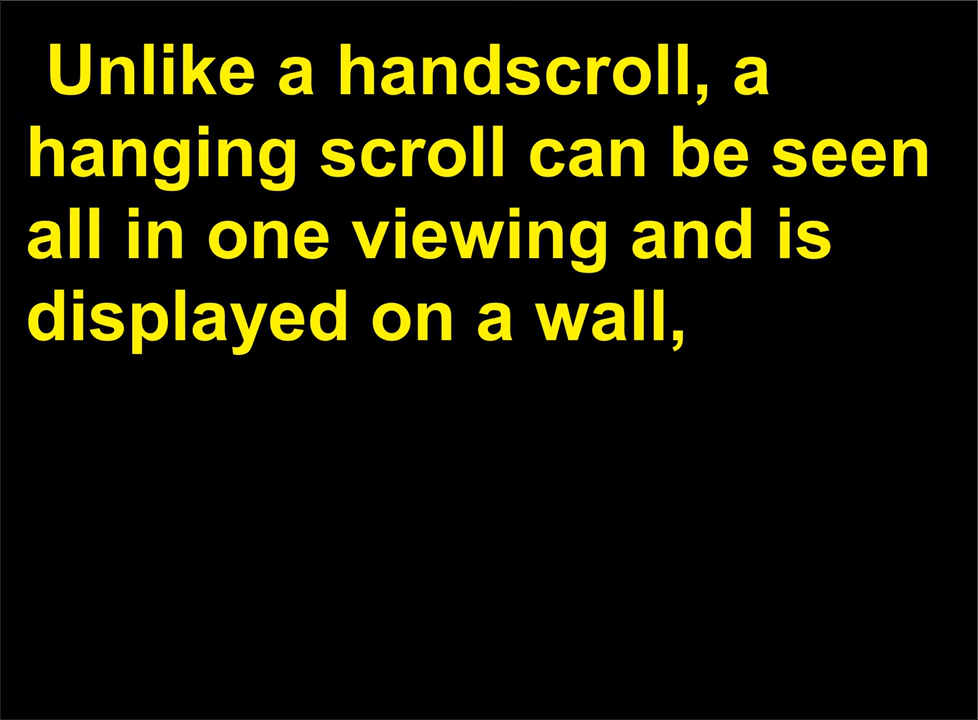 Unlike a handscroll, a
hanging scroll can be seen
all in one viewing and is
displayed on a wall,